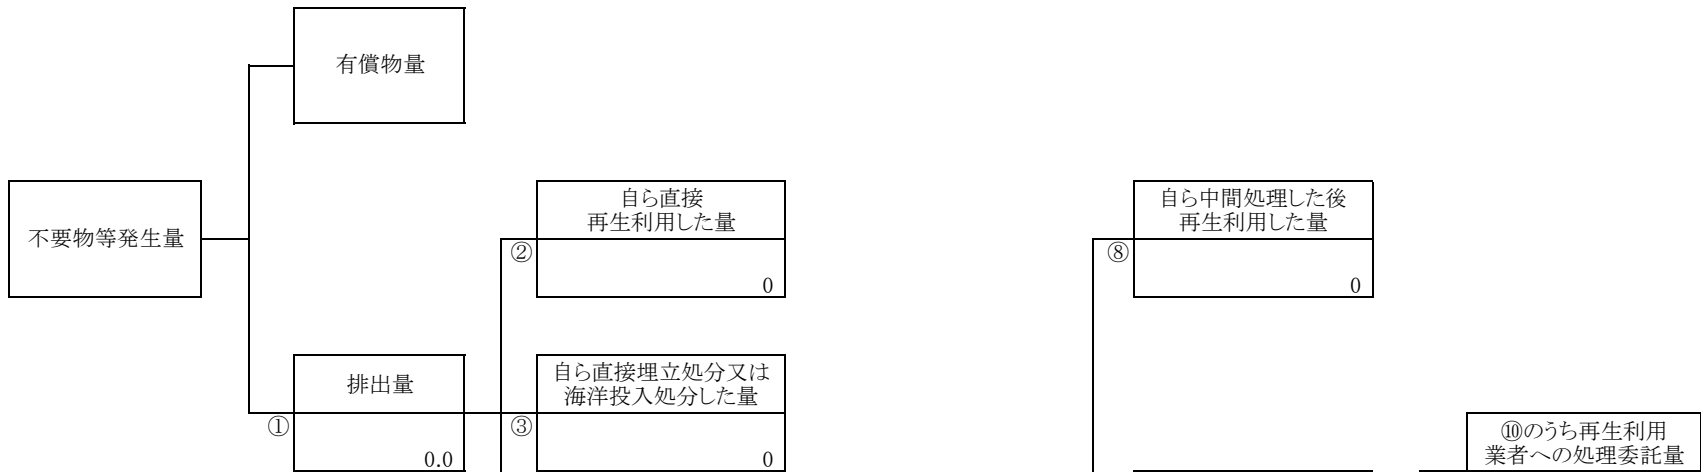 有償物量
自ら直接
再生利用した量
自ら中間処理した後
再生利用した量
不要物等発生量
②
⑧
0
0
排出量
自ら直接埋立処分又は
海洋投入処分した量
①
③
⑩のうち再生利用
業者への処理委託量
0.0
0